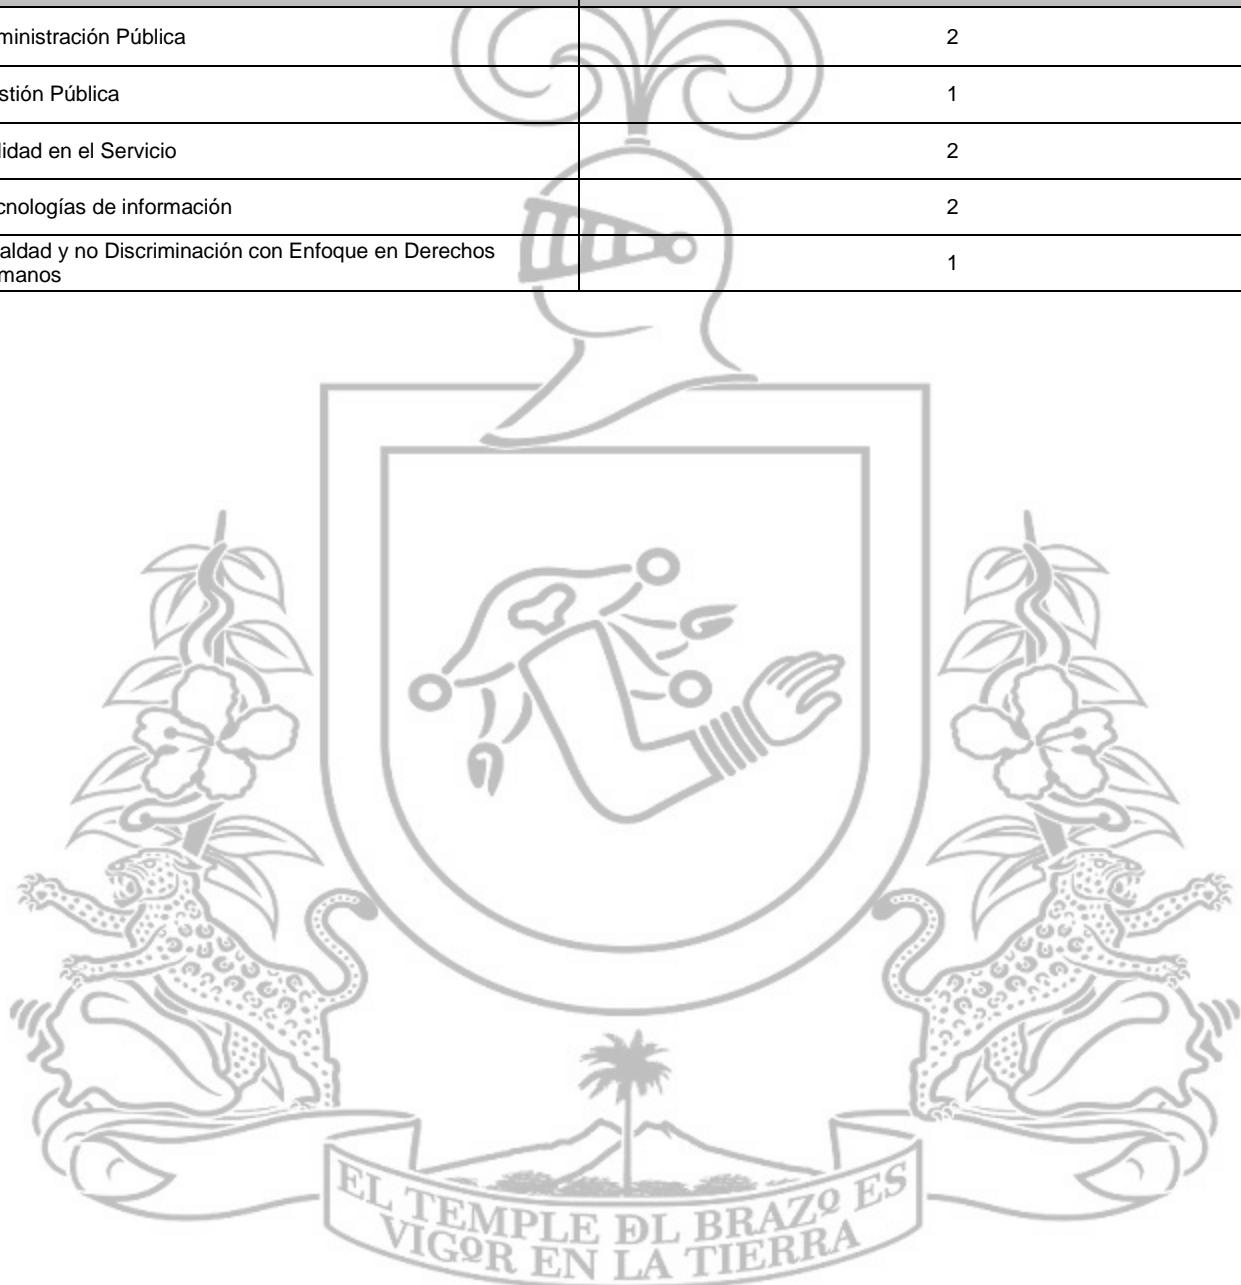 ministración Pública 2
stión Pública 1
lidad en el Servicio 2
cnologías de información 2
aldad y no Discriminación con Enfoque en Derechos
manos 1
EL TEMPLE DL BRAZO ES
VIGOR EN LA TIERRA